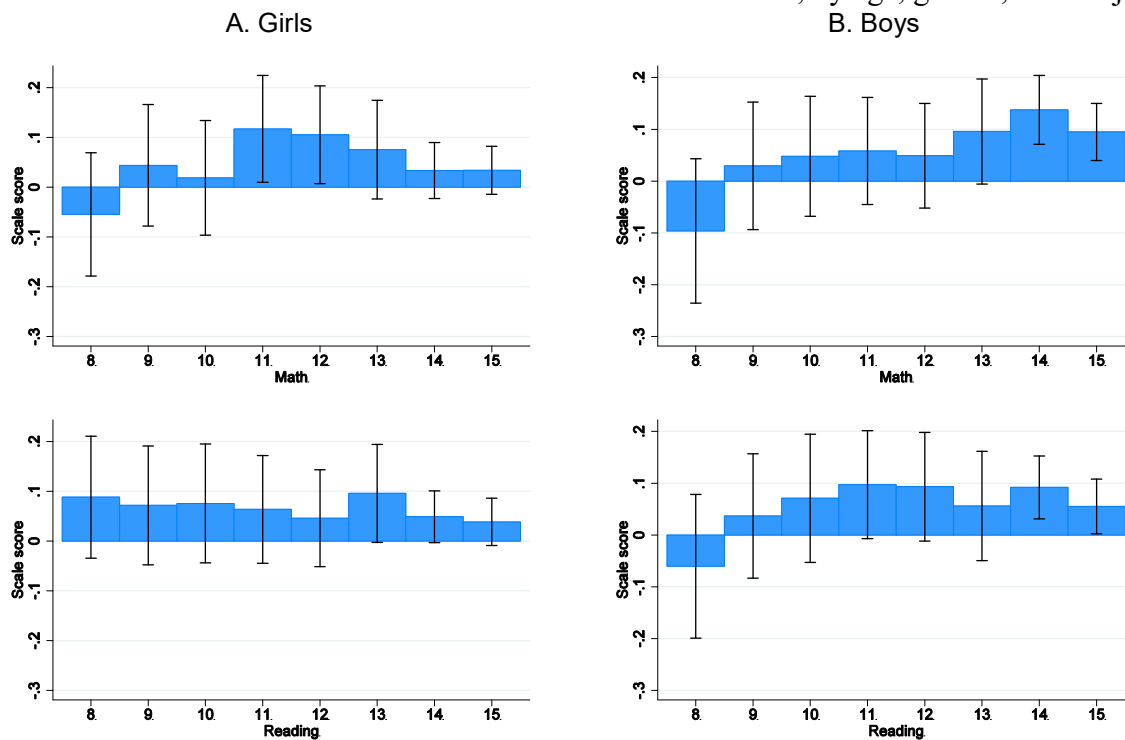 A. Girls
B. Boys
Scale score
.2
.1
0
-.1
-.2
-.3
8. 9. 10. 11. 12. 13. 14. 15.
Math.
Scale score
.2
.1
0
-.1
-.2
-.3
8. 9. 10. 11. 12. 13. 14. 15.
Math.
Scale score
.2
.1
0
-.1
-.2
-.3
8. 9. 10. 11. 12. 13. 14. 15.
Reading.
Scale score
.2
.1
0
-.1
-.2
-.3
8. 9. 10. 11. 12. 13. 14. 15.
Reading.